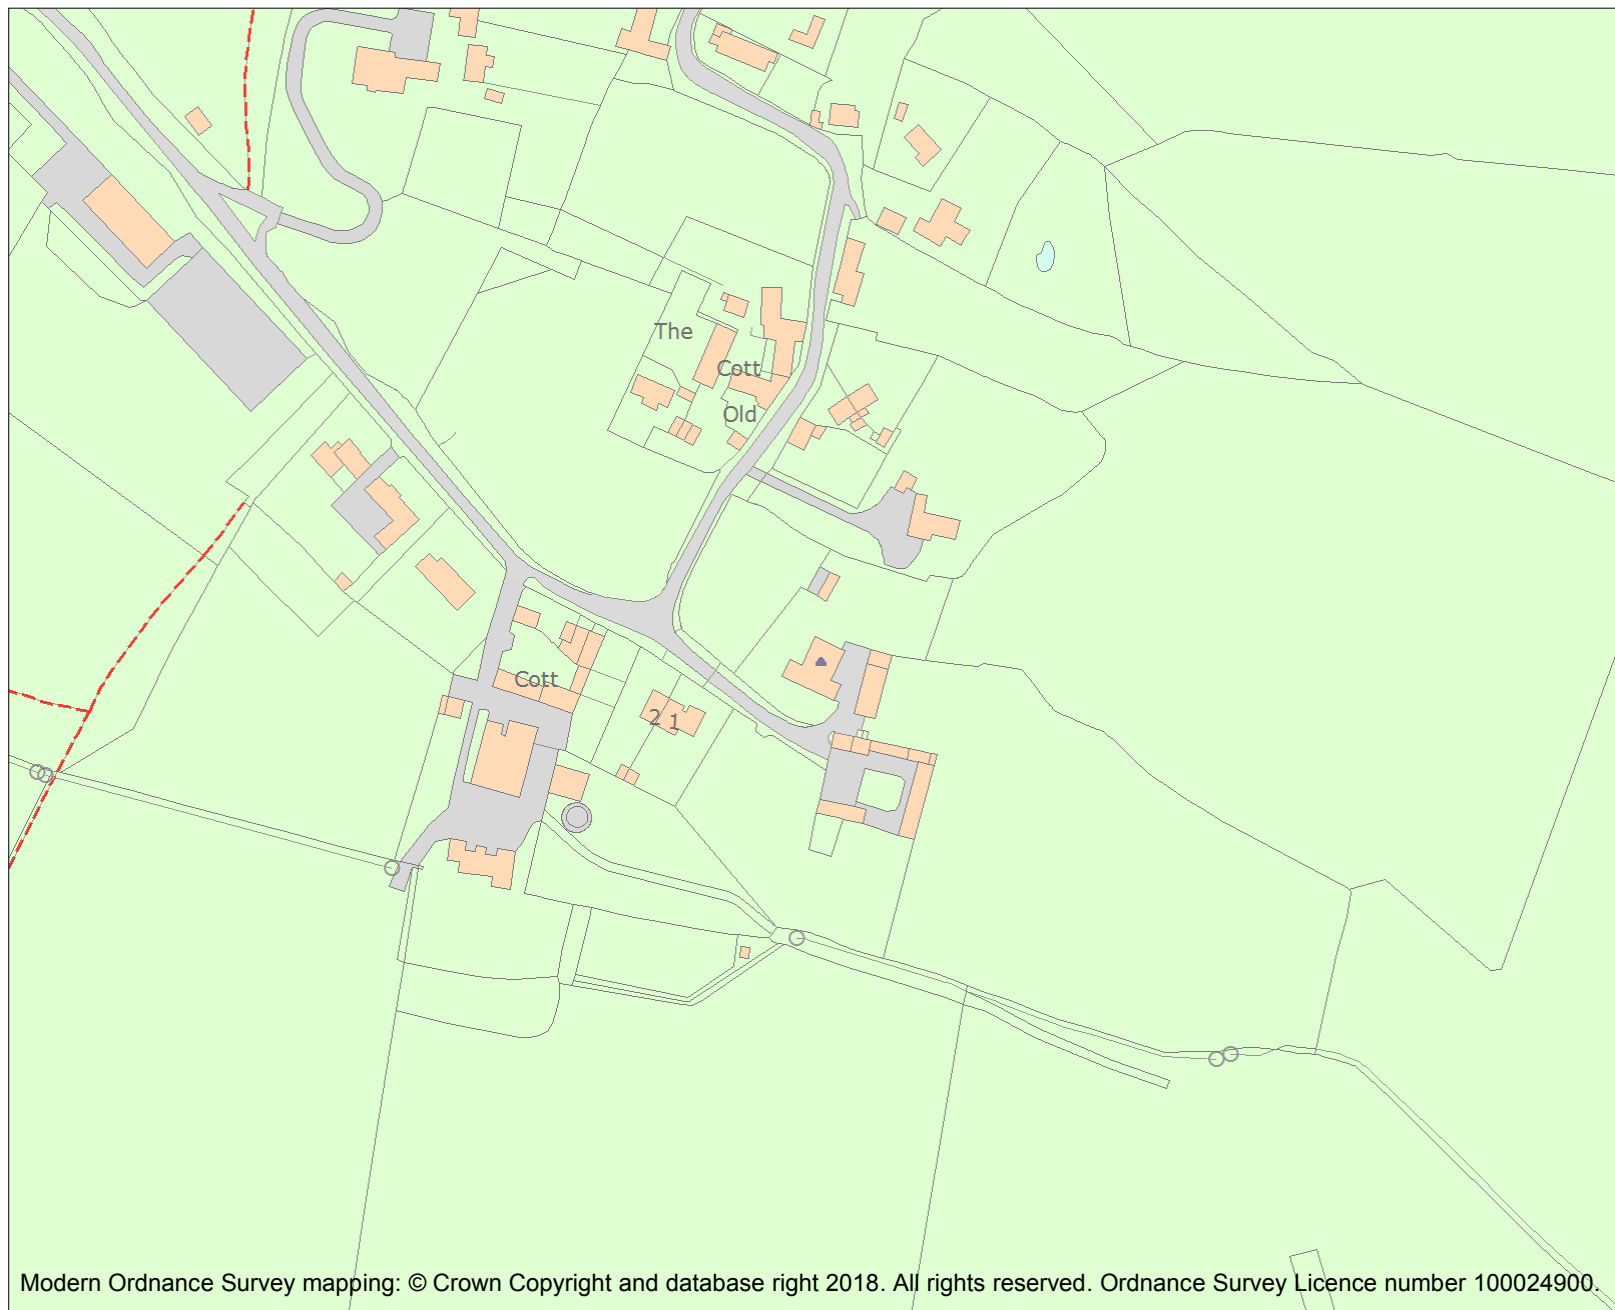 The
Cott
Old
Cott
2 1
Modern Ordnance Survey mapping: © Crown Copyright and database right 2018. All rights reserved. Ordnance Survey Licence number 100024900.